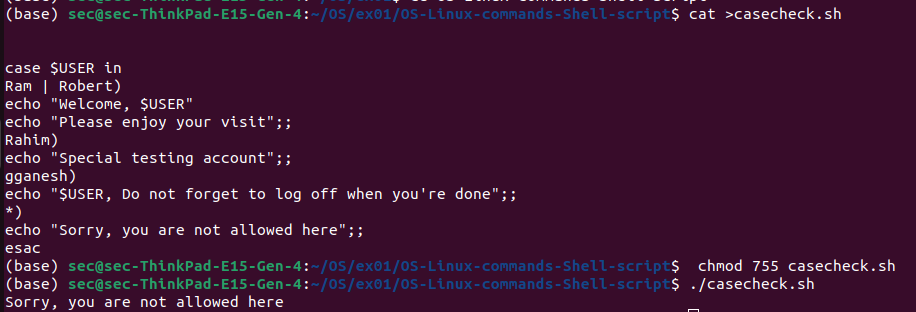 (base) sec@sec-ThinkPad-E15-Gen-4:~/OS/ex01/OS-Linux-commands-Shell-script$ cat >casecheck.sh
case $USER in
Ram | Robert)
echo "Welcome, $USER"
echo "Please enjoy your visit";;
Rahim)
echo "Special testing account";;
gganesh)
echo "$USER, Do not forget to log off when you're done";;
*)
echo "Sorry, you are not allowed here";;
esac
(base) sec@sec-ThinkPad-E15-Gen-4:~/OS/ex01/OS-Linux-commands-Shell-script$  chmod 755 casecheck.sh
(base) sec@sec-ThinkPad-E15-Gen-4:~/OS/ex01/OS-Linux-commands-Shell-script$ ./casecheck.sh
Sorry, you are not allowed here